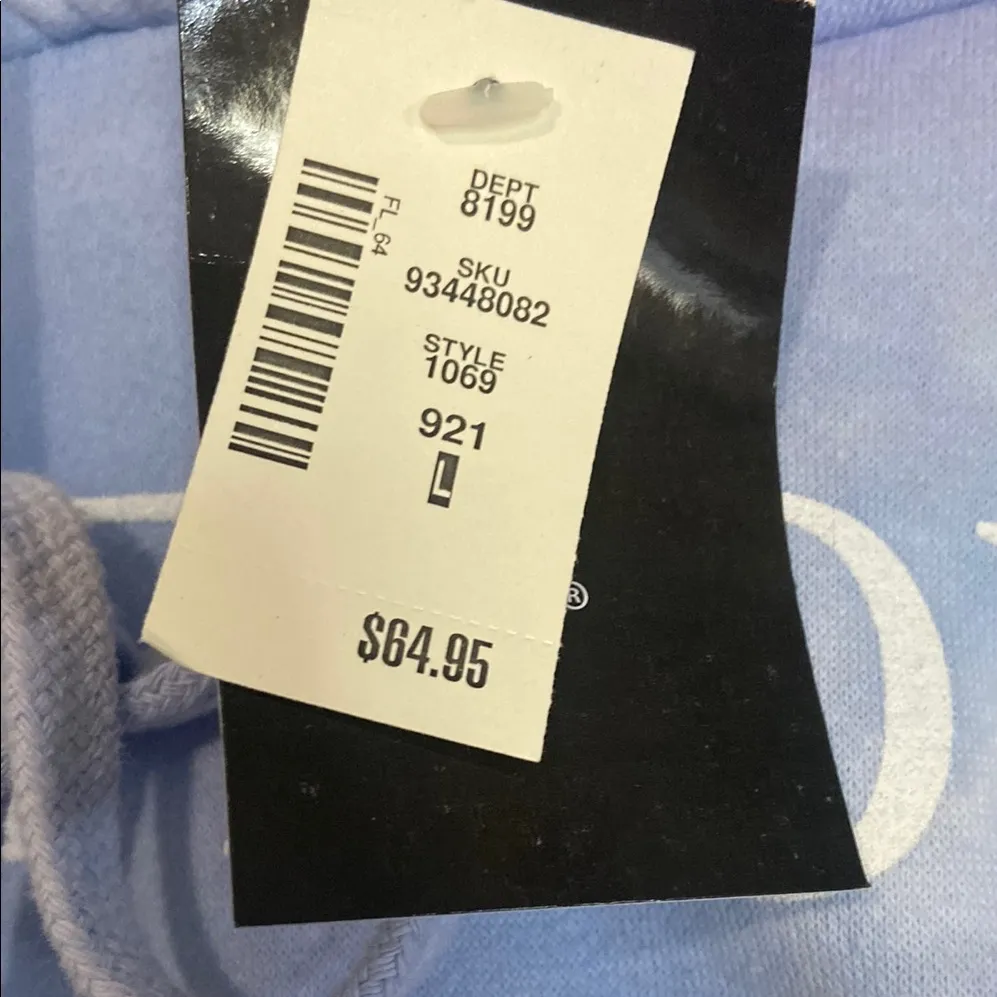 DEPT
8199
SKU
93448082
STYLE
1069
921
L
FL_64
$64.95
®